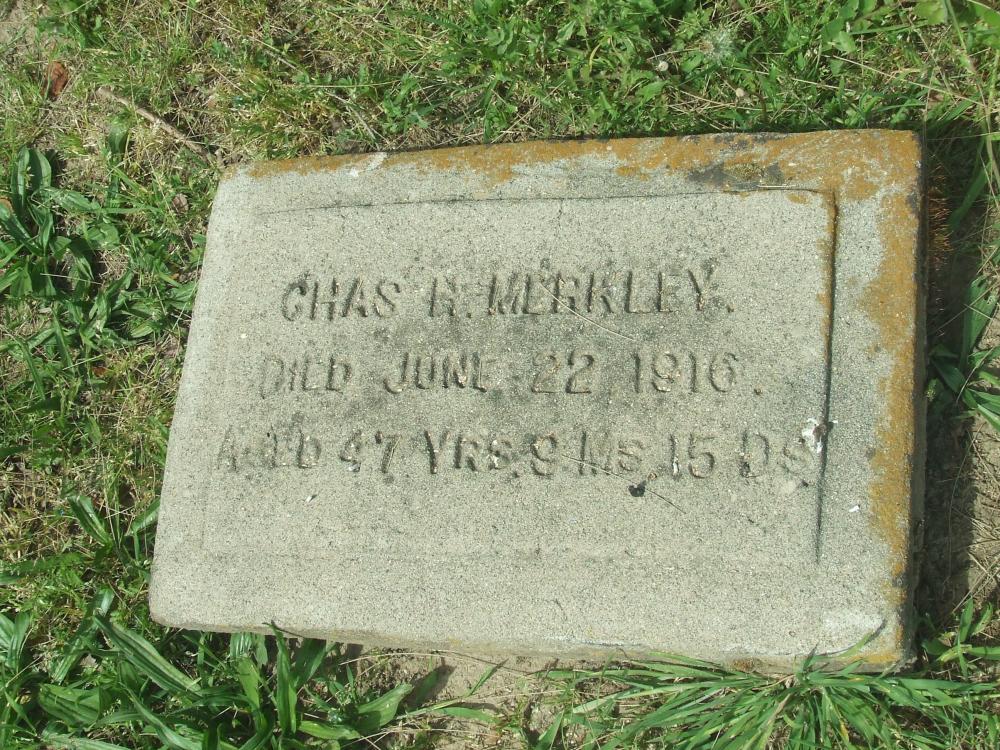 CHAS H. MERKLEY.
DIED JUNE 22 1916.
AGED 47 YRS. 9 MS. 15 DS.